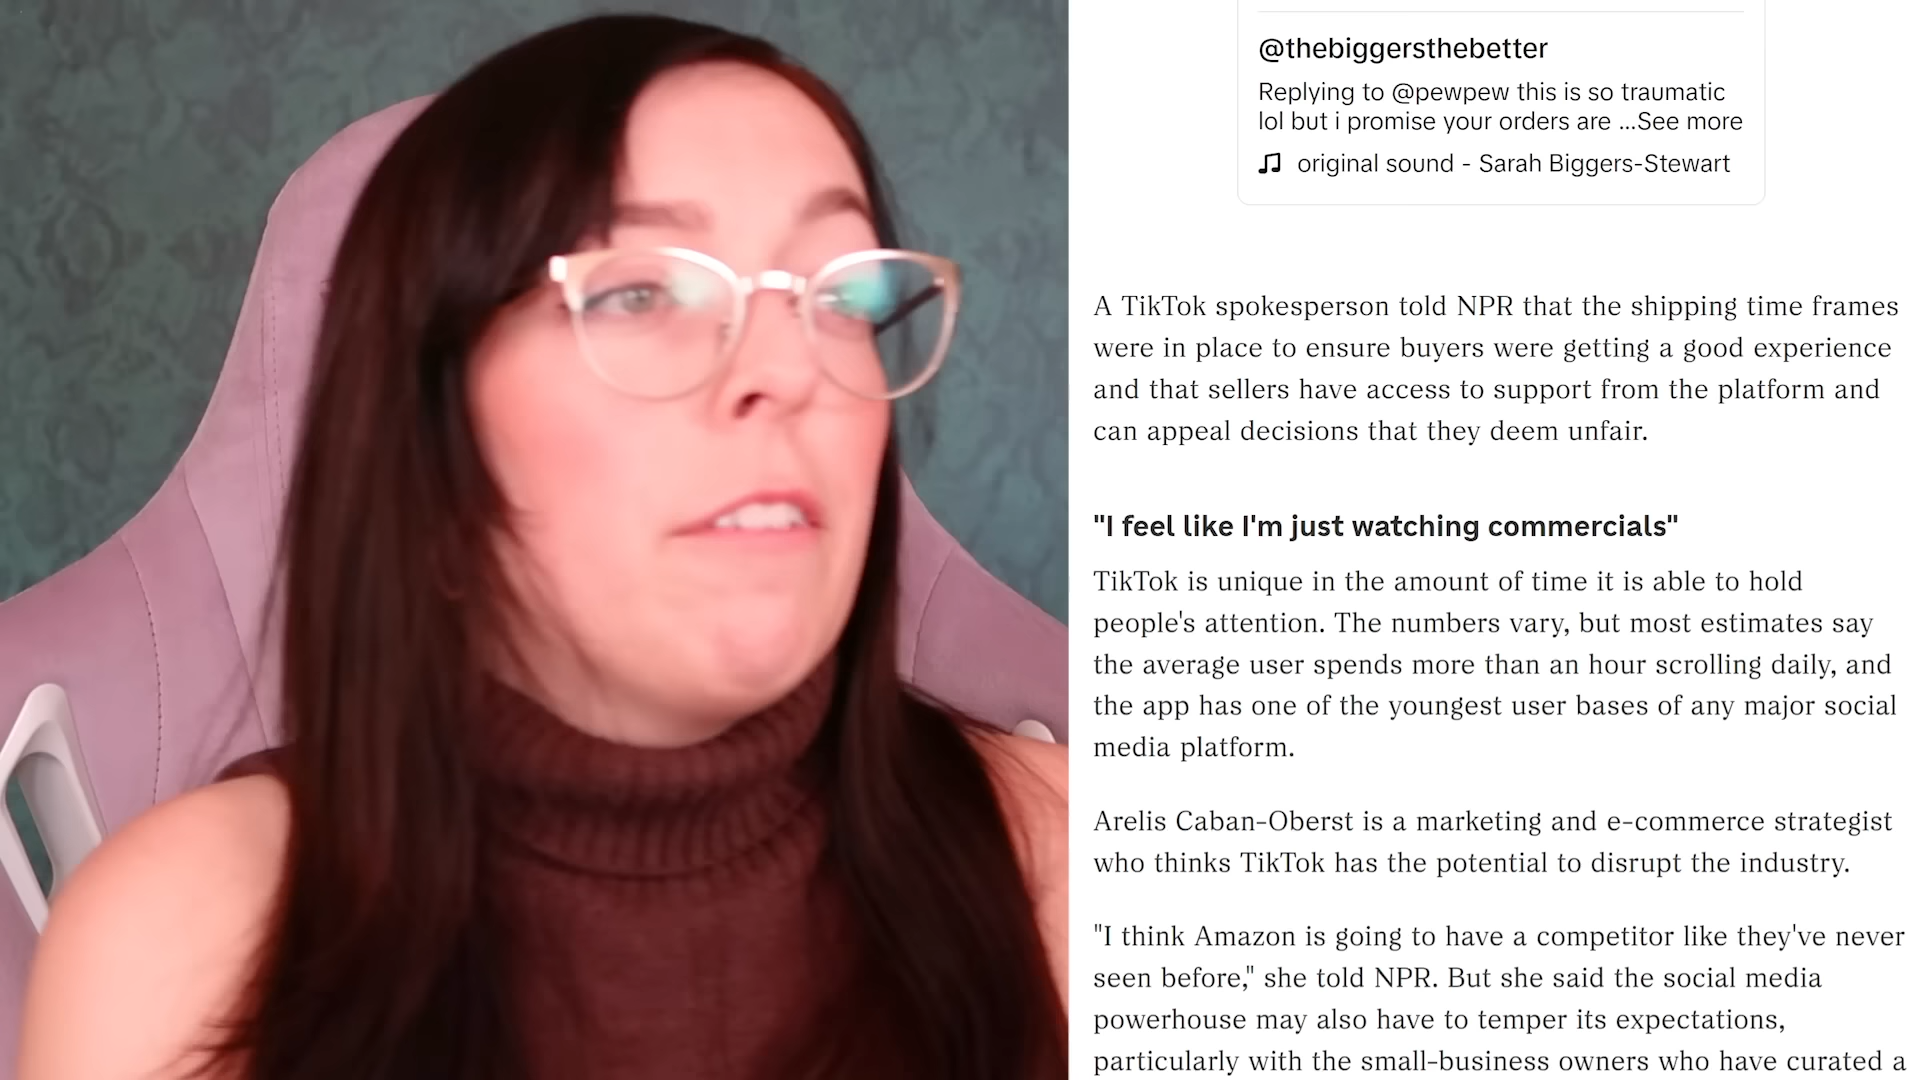 @thebiggersthebetter
Replying to @pewpew this is so traumatic
lol but i promise your orders are ...See more
original sound - Sarah Biggers-Stewart
A TikTok spokesperson told NPR that the shipping time frames
were in place to ensure buyers were getting a good experience
and that sellers have access to support from the platform and
can appeal decisions that they deem unfair.
"I feel like I'm just watching commercials"
TikTok is unique in the amount of time it is able to hold
people's attention. The numbers vary, but most estimates say
the average user spends more than an hour scrolling daily, and
the app has one of the youngest user bases of any major social
media platform.
Arelis Caban-Oberst is a marketing and e-commerce strategist
who thinks TikTok has the potential to disrupt the industry.
"I think Amazon is going to have a competitor like they've never
seen before," she told NPR. But she said the social media
powerhouse may also have to temper its expectations,
particularly with the small-business owners who have curated a